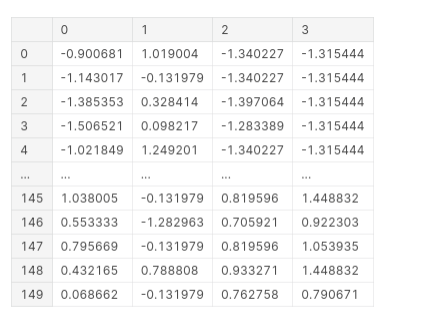 0 1 2 3
0 -0.900681 1.019004 -1.340227 -1.315444
1 -1.143017 -0.131979 -1.340227 -1.315444
2 -1.385353 0.328414 -1.397064 -1.315444
3 -1.506521 0.098217 -1.283389 -1.315444
4 -1.021849 1.249201 -1.340227 -1.315444
... ... ... ... ...
145 1.038005 -0.131979 0.819596 1.448832
146 0.553333 -1.282963 0.705921 0.922303
147 0.795669 -0.131979 0.819596 1.053935
148 0.432165 0.788808 0.933271 1.448832
149 0.068662 -0.131979 0.762758 0.790671